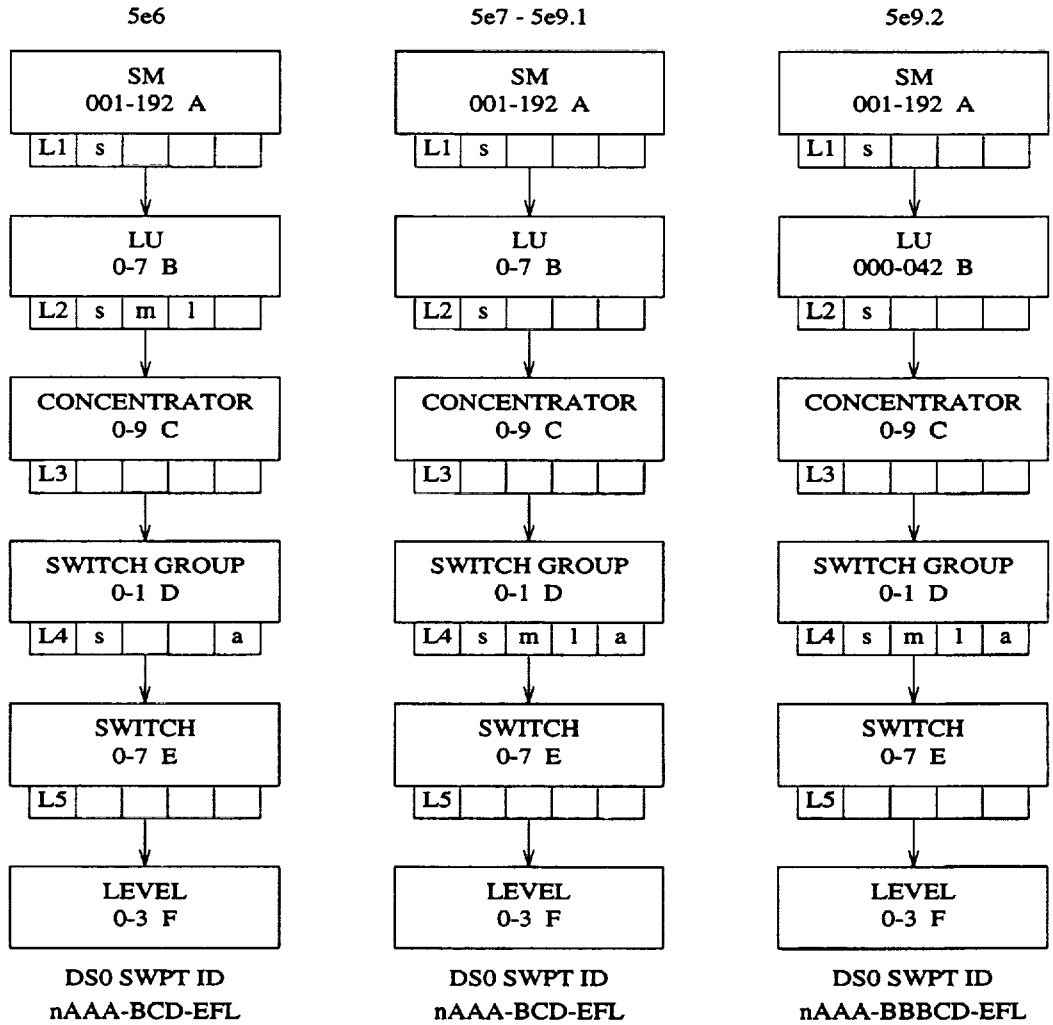 5e6
SM
001-192 A
L1 s
LU
0-7 B
L2 s m l
CONCENTRATOR
0-9 C
L3
SWITCH GROUP
0-1 D
L4 s a
SWITCH
0-7 E
L5
LEVEL
0-3 F
DS0 SWPT ID
nAAA-BCD-EFL
5e7 - 5e9.1
SM
001-192 A
L1 s
LU
0-7 B
L2 s
CONCENTRATOR
0-9 C
L3
SWITCH GROUP
0-1 D
L4 s m l a
SWITCH
0-7 E
L5
LEVEL
0-3 F
DS0 SWPT ID
nAAA-BCD-EFL
5e9.2
SM
001-192 A
L1 s
LU
000-042 B
L2 s
CONCENTRATOR
0-9 C
L3
SWITCH GROUP
0-1 D
L4 s m l a
SWITCH
0-7 E
L5
LEVEL
0-3 F
DS0 SWPT ID
nAAA-BBBCD-EFL